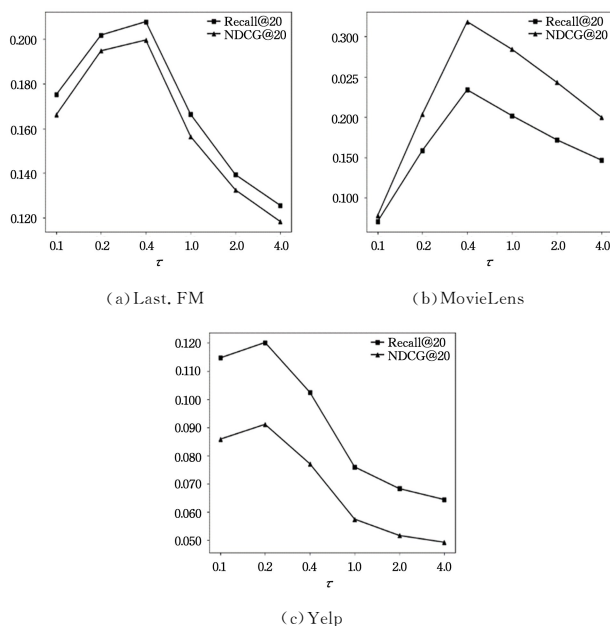 Recall@20
NDCG@20
0.200
0.180
0.160
0.140
0.120
0.1 0.2 0.4 1.0 2.0 4.0
τ
(a) Last. FM
Recall@20
NDCG@20
0.300
0.025
0.200
0.150
0.100
0.1 0.2 0.4 1.0 2.0 4.0
τ
(b) MovieLens
Recall@20
NDCG@20
0.120
0.110
0.100
0.090
0.080
0.070
0.060
0.050
0.1 0.2 0.4 1.0 2.0 4.0
τ
(c) Yelp